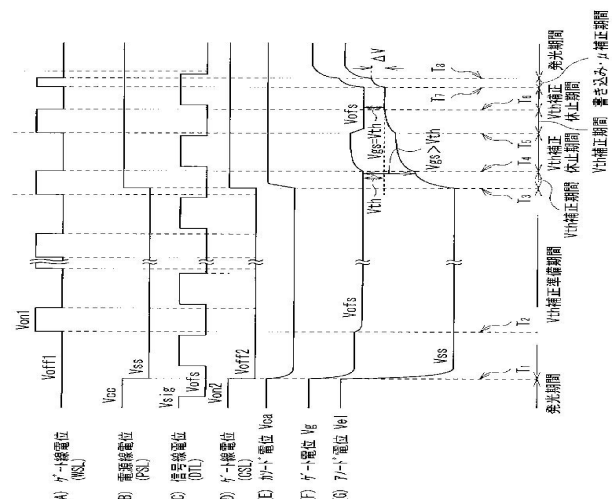 (A) ゲート線電位
(WSL)
Von1
Voff1
(B) 電源線電位
(PSL)
Vcc
Vss
(C) 信号線電位
(DTL)
Vsig
Vofs
(D) ゲート線電位
(CSL)
Von2
Voff2
(E) カソード電位 Vca
(F) ゲート電位 Vg
Vofs
Vofs
(G) アノード電位 Vel
Vss
Vth
Vgs=Vth
Vgs>Vth
ΔV
T1
T2
T3
T4
T5
T6
T7
T8
発光期間
Vth補正準備期間
Vth補正期間
Vth補正
休止期間
Vth補正期間
Vth補正
休止期間
書き込み・μ補正期間
発光期間